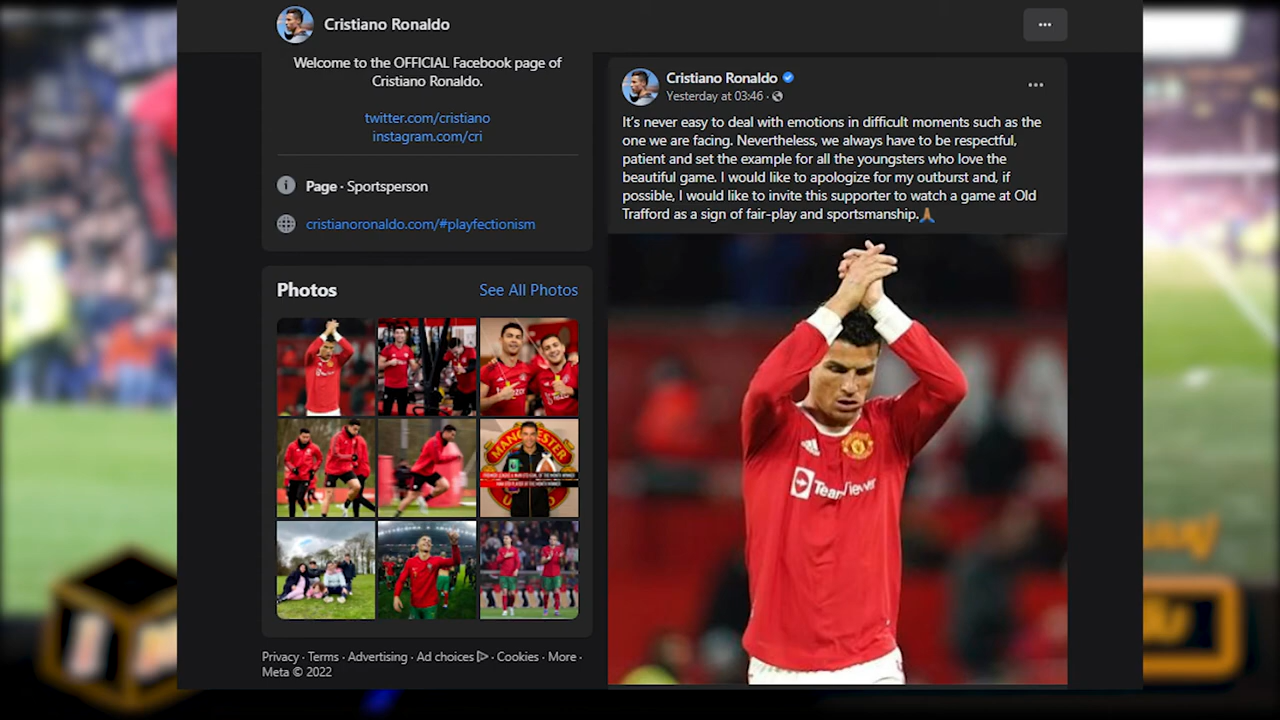 Cristiano Ronaldo
Welcome to the OFFICIAL Facebook page of
Cristiano Ronaldo.
twitter.com/cristiano
instagram.com/cri
Page · Sportsperson
cristianoronaldo.com/#playfectionism
Photos
See All Photos
MANCHESTER
Privacy · Terms · Advertising · Ad choices · Cookies · More ·
Meta © 2022
Cristiano Ronaldo
Yesterday at 03:46 ·
It's never easy to deal with emotions in difficult moments such as the
one we are facing. Nevertheless, we always have to be respectful,
patient and set the example for all the youngsters who love the
beautiful game. I would like to apologize for my outburst and, if
possible, I would like to invite this supporter to watch a game at Old
Trafford as a sign of fair-play and sportsmanship.🙏🏾
TeamViewer